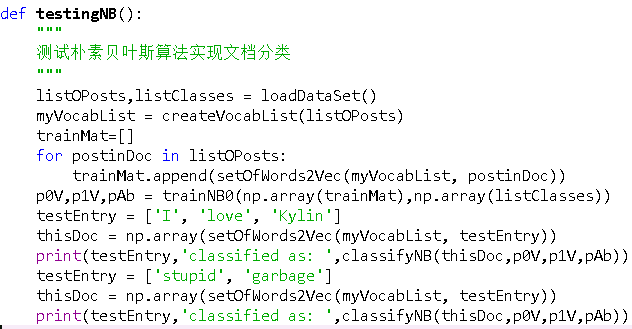 def testingNB():
    """
    测试朴素贝叶斯算法实现文档分类
    """
    listOPosts,listClasses = loadDataSet()
    myVocabList = createVocabList(listOPosts)
    trainMat=[]
    for postinDoc in listOPosts:
        trainMat.append(setOfWords2Vec(myVocabList, postinDoc))
    p0V,p1V,pAb = trainNB0(np.array(trainMat),np.array(listClasses))
    testEntry = ['I', 'love', 'Kylin']
    thisDoc = np.array(setOfWords2Vec(myVocabList, testEntry))
    print(testEntry,'classified as: ',classifyNB(thisDoc,p0V,p1V,pAb))
    testEntry = ['stupid', 'garbage']
    thisDoc = np.array(setOfWords2Vec(myVocabList, testEntry))
    print(testEntry,'classified as: ',classifyNB(thisDoc,p0V,p1V,pAb))